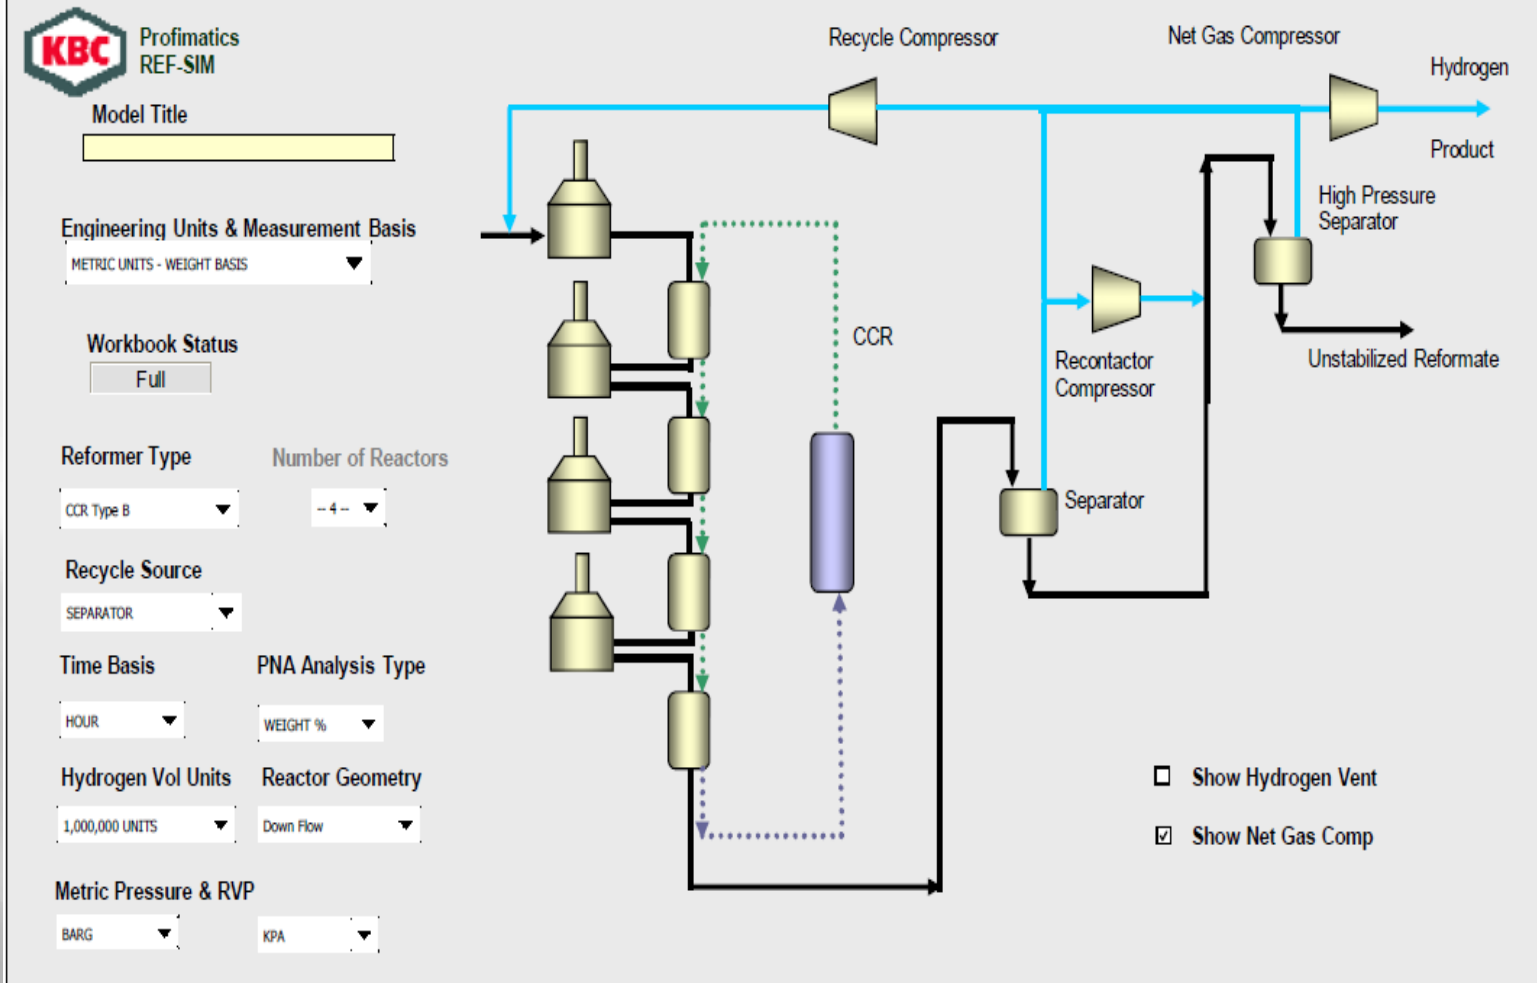 KBC
Profimatics
REF-SIM
Model Title
Engineering Units & Measurement Basis
METRIC UNITS - WEIGHT BASIS
Workbook Status
Full
Reformer Type
Number of Reactors
CCR Type B
-- 4 --
Recycle Source
SEPARATOR
Time Basis
PNA Analysis Type
HOUR
WEIGHT %
Hydrogen Vol Units
Reactor Geometry
1,000,000 UNITS
Down Flow
Metric Pressure & RVP
BARG
KPA
Recycle Compressor
Net Gas Compressor
Hydrogen
Product
High Pressure
Separator
CCR
Recontactor
Compressor
Unstabilized Reformate
Separator
Show Hydrogen Vent
Show Net Gas Comp